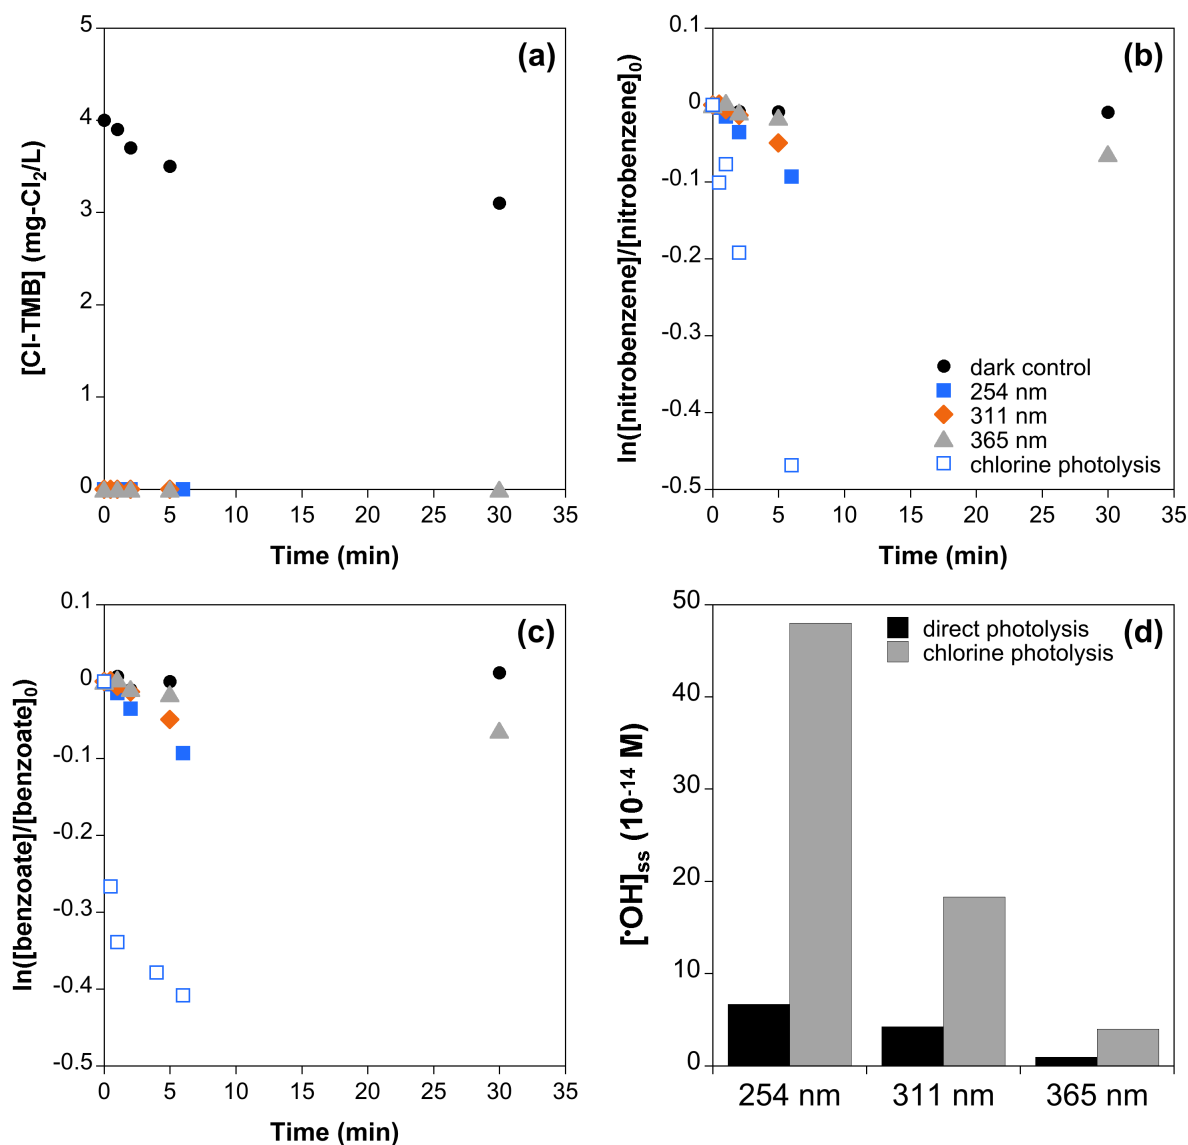 (a)
[Cl-TMB] (mg-Cl₂/L)
5
4
3
2
1
0
0 5 10 15 20 25 30 35
Time (min)
(b)
ln([nitrobenzene]/[nitrobenzene]₀)
0.1
0
-0.1
-0.2
-0.3
-0.4
-0.5
dark control
254 nm
311 nm
365 nm
chlorine photolysis
0 5 10 15 20 25 30 35
Time (min)
(c)
ln([benzoate]/[benzoate]₀)
0.1
0
-0.1
-0.2
-0.3
-0.4
-0.5
0 5 10 15 20 25 30 35
Time (min)
(d)
[•OH]ss (10⁻¹⁴ M)
50
40
30
20
10
0
direct photolysis
chlorine photolysis
254 nm 311 nm 365 nm